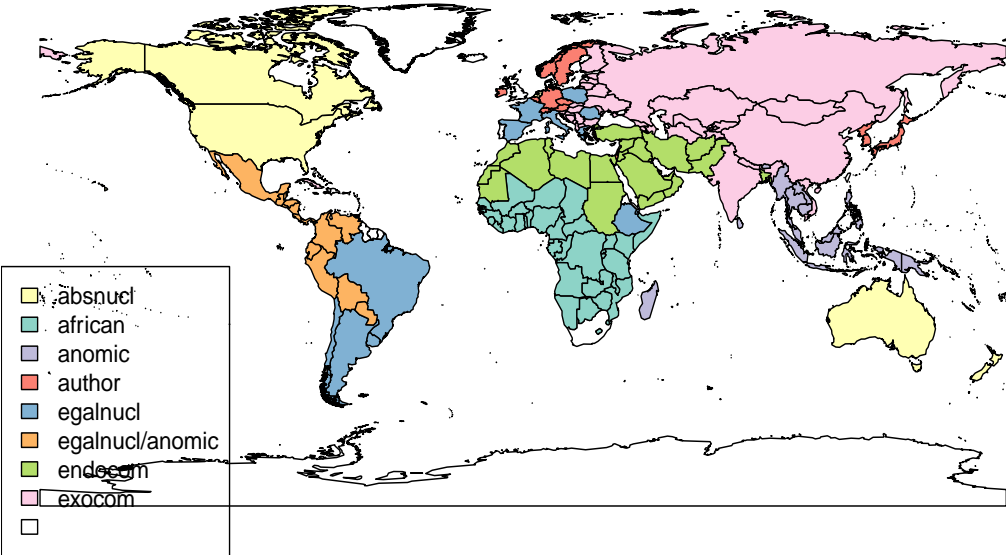 absnucl
african
anomic
author
egalnucl
egalnucl/anomic
endocom
exocom